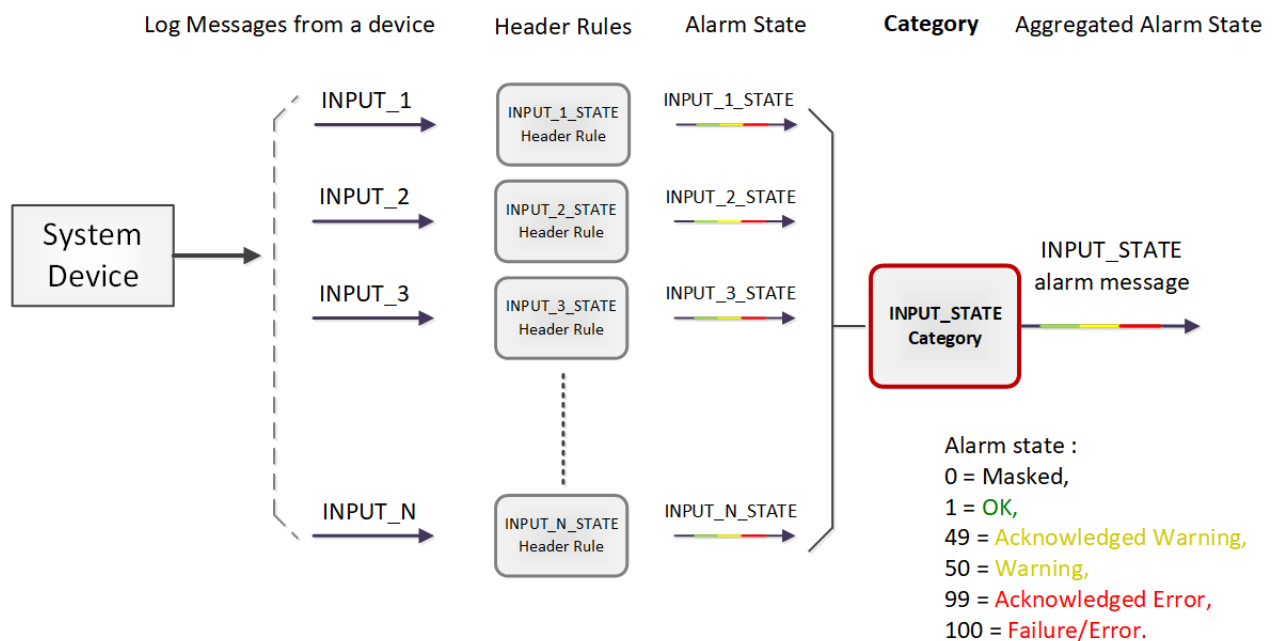 Log Messages from a device
Header Rules
Alarm State
Category
Aggregated Alarm State
System
Device
INPUT_1
INPUT_1_STATE
Header Rule
INPUT_1_STATE
INPUT_2
INPUT_2_STATE
Header Rule
INPUT_2_STATE
INPUT_3
INPUT_3_STATE
Header Rule
INPUT_3_STATE
INPUT_N
INPUT_N_STATE
Header Rule
INPUT_N_STATE
INPUT_STATE
Category
INPUT_STATE
alarm message
Alarm state :
0 = Masked,
1 = OK,
49 = Acknowledged Warning,
50 = Warning,
99 = Acknowledged Error,
100 = Failure/Error.